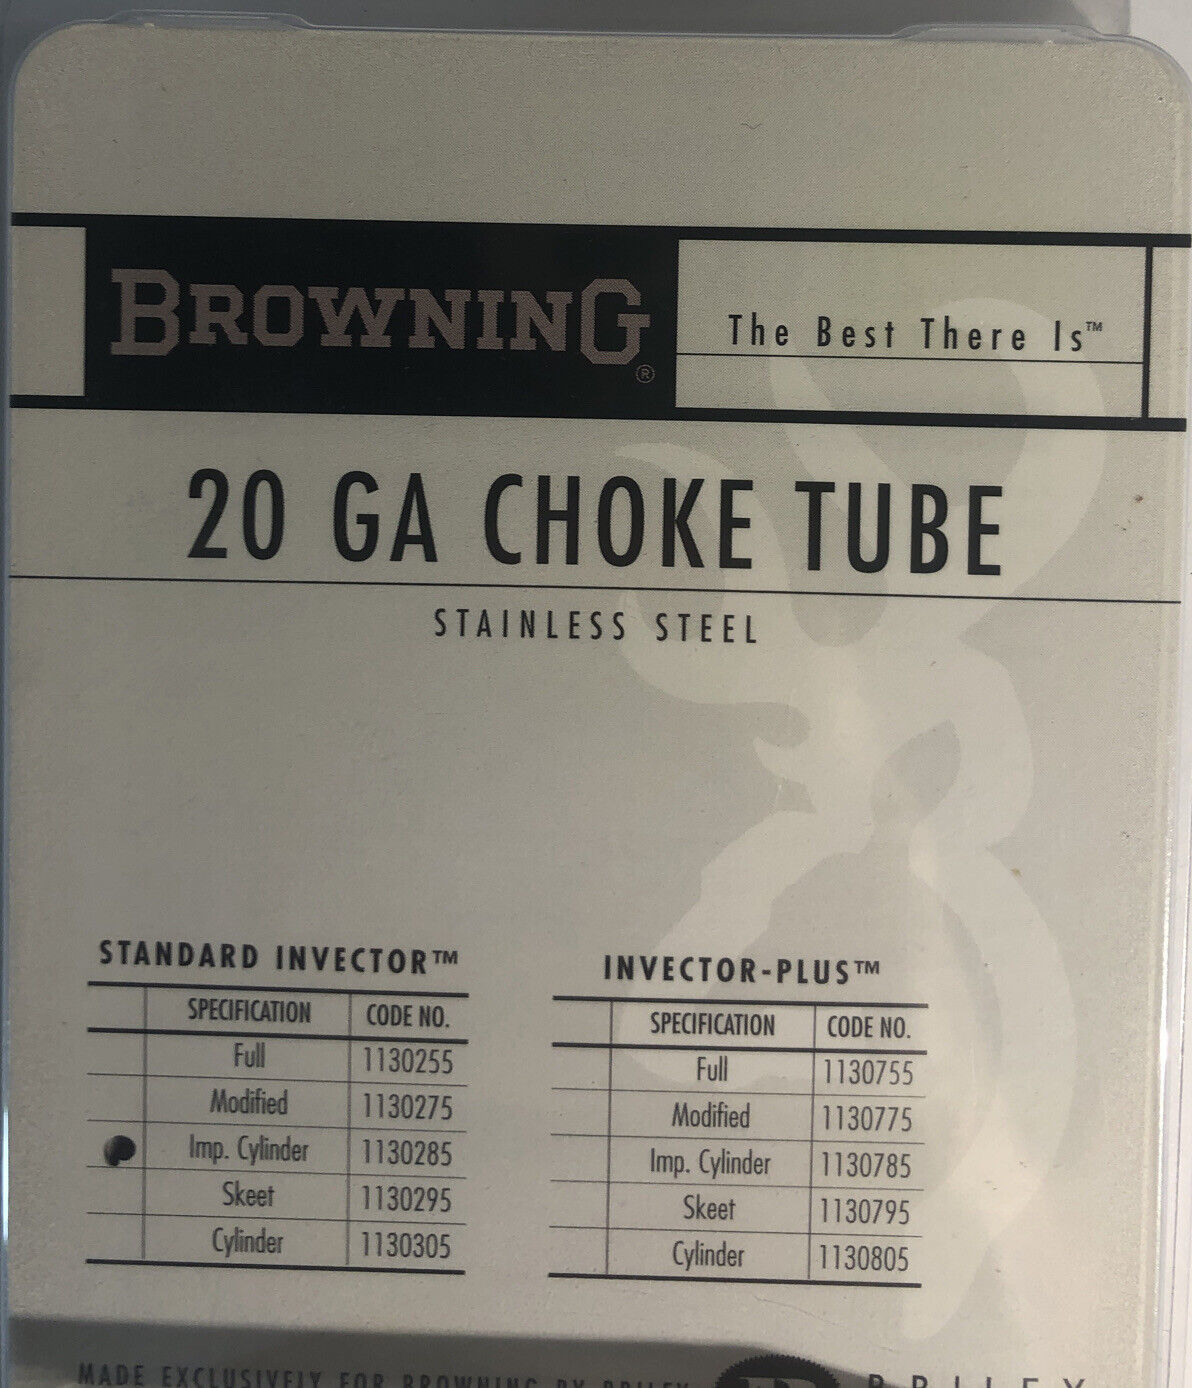 BROWNING®
The Best There Is™
20 GA CHOKE TUBE
STAINLESS STEEL
STANDARD INVECTOR™
SPECIFICATION CODE NO.
Full 1130255
Modified 1130275
Imp. Cylinder 1130285
Skeet 1130295
Cylinder 1130305
INVECTOR-PLUS™
SPECIFICATION CODE NO.
Full 1130755
Modified 1130775
Imp. Cylinder 1130785
Skeet 1130795
Cylinder 1130805
MADE EXCLUSIVELY FOR BROWNING BY BRILEY
BRILEY